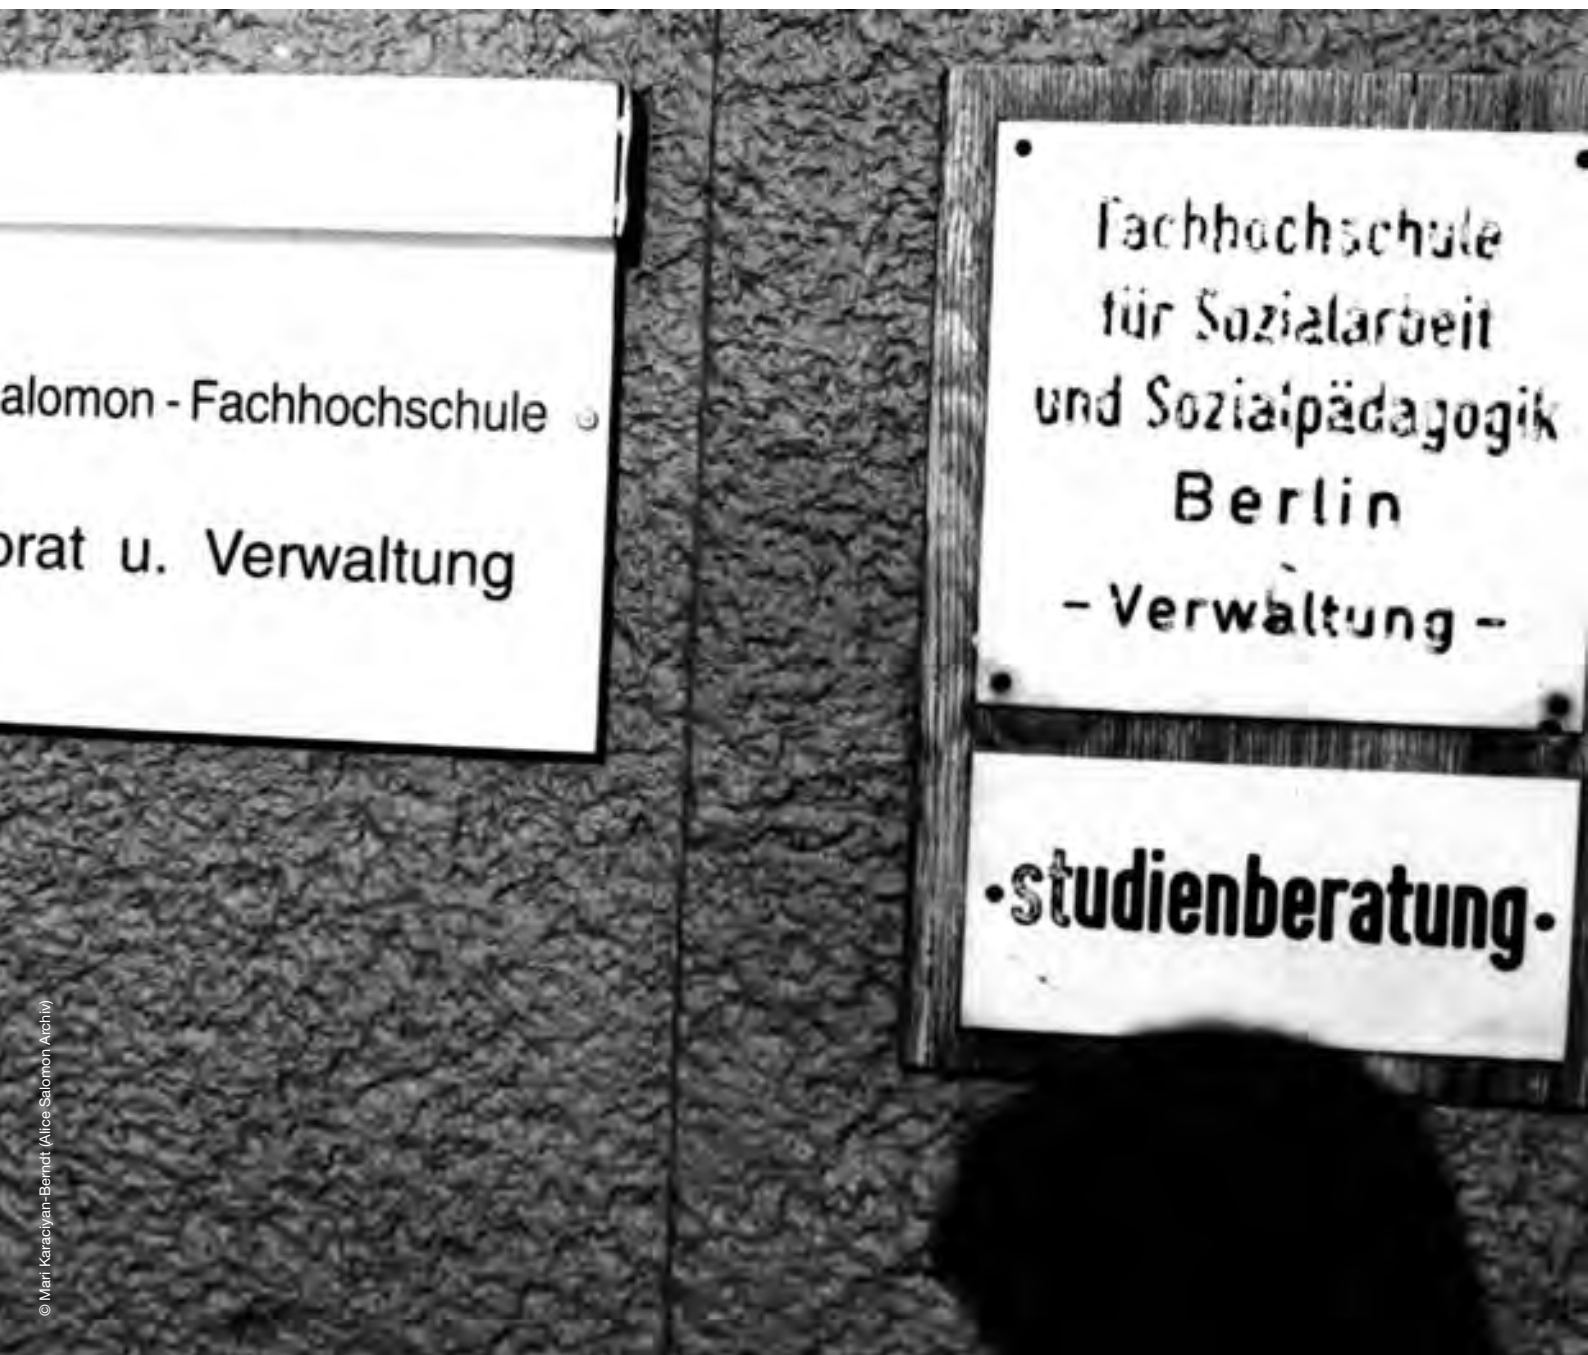 alomon - Fachhochschule
orat u. Verwaltung
Fachhochschule
für Sozialarbeit
und Sozialpädagogik
Berlin
- Verwaltung -
•studienberatung•
© Mari Karaciyan-Berndt (Alice Salomon Archiv)